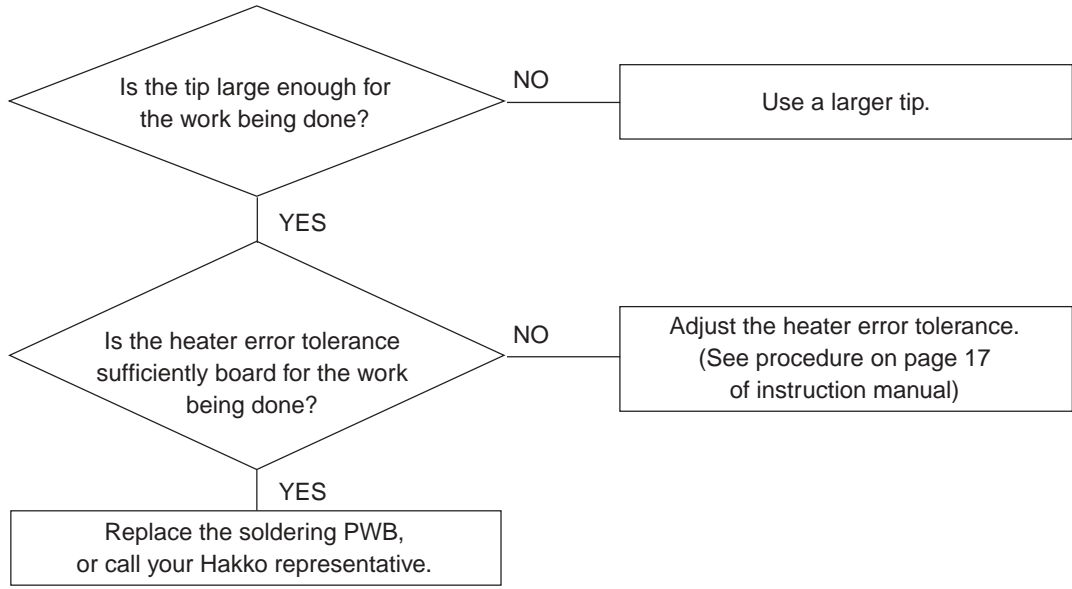 Is the tip large enough for
the work being done?
NO
Use a larger tip.
YES
Is the heater error tolerance
sufficiently board for the work
being done?
NO
Adjust the heater error tolerance.
(See procedure on page 17
of instruction manual)
YES
Replace the soldering PWB,
or call your Hakko representative.